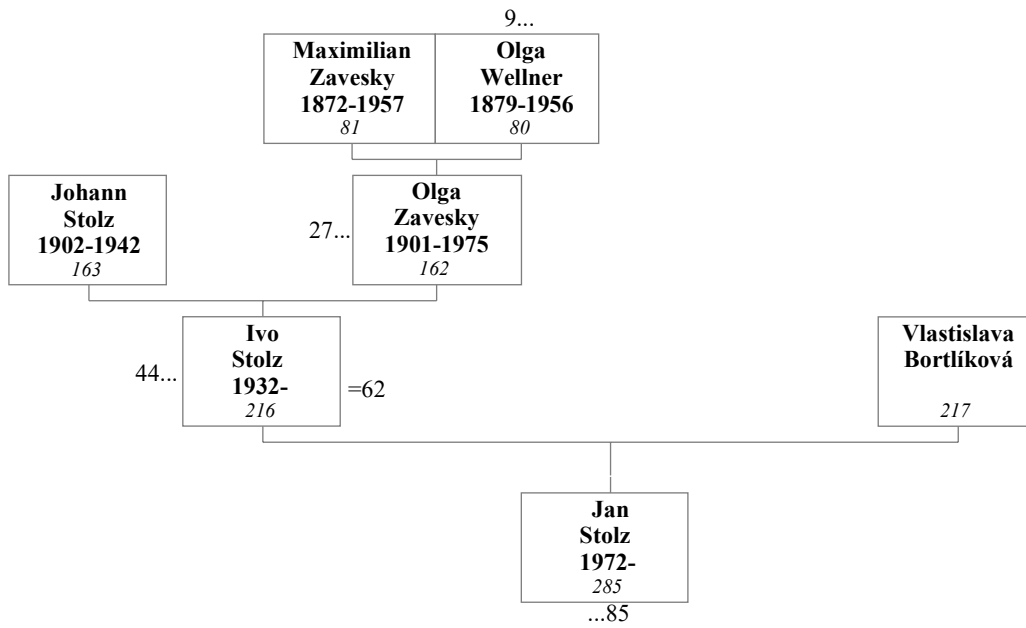 9...
Maximilian
Zavesky
1872-1957
81
Olga
Wellner
1879-1956
80
Johann
Stolz
1902-1942
163
27...
Olga
Zavesky
1901-1975
162
44...
Ivo
Stolz
1932-
216
=62
Vlastislava
Bortlíková
217
Jan
Stolz
1972-
285
...85